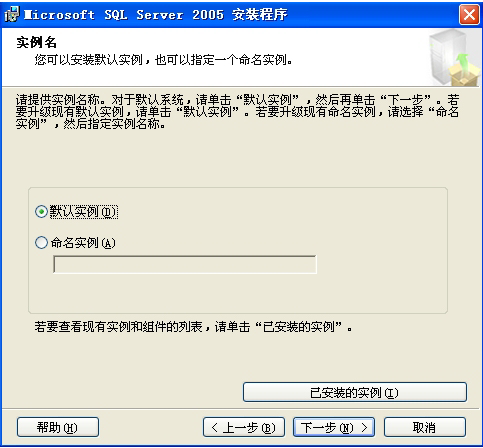 Microsoft SQL Server 2005 安装程序
实例名
您可以安装默认实例，也可以指定一个命名实例。
请提供实例名称。对于默认系统，请单击“默认实例”，然后再单击“下一步”。若
要升级现有默认实例，请单击“默认实例”。若要升级现有命名实例，请选择“命名
实例”，然后指定实例名称。
默认实例(D)
命名实例(A)
若要查看现有实例和组件的列表，请单击“已安装的实例”。
已安装的实例(I)
帮助(H) < 上一步(B) 下一步(N) > 取消